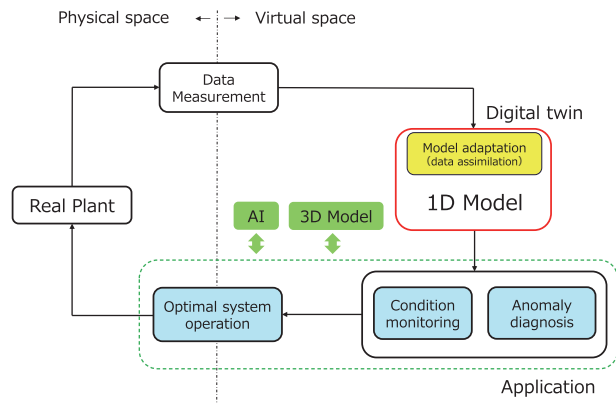 Physical space
Virtual space
Data
Measurement
Digital twin
Model adaptation
(data assimilation)
1D Model
Real Plant
AI
3D Model
Optimal system
operation
Condition
monitoring
Anomaly
diagnosis
Application